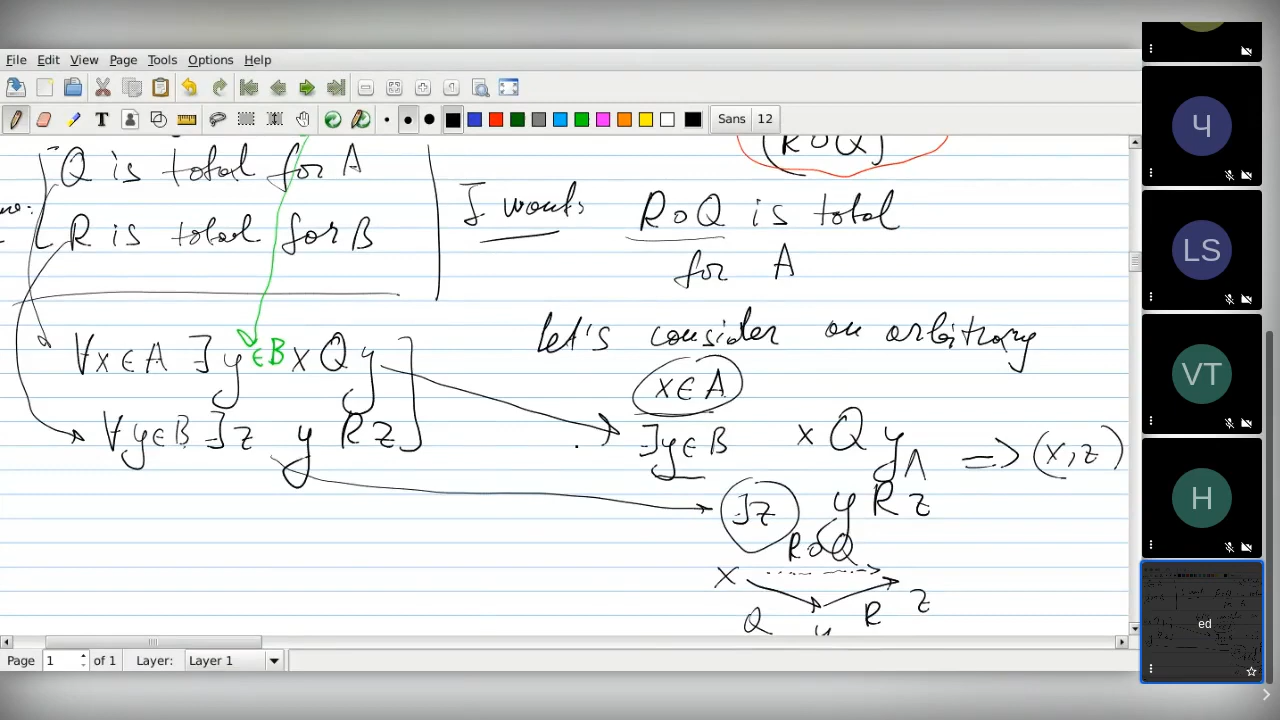 File Edit View Page Tools Options Help
Sans 12
(R∘Q)
Q is total for A
R is total for B
I want: R∘Q is total
for A
let's consider an arbitrary
x∈A
∀x∈A ∃y∈B xQy
∀y∈B ∃z yRz
∃y∈B xQy ∧ => (x,z)
∃z yRz
R∘Q
x z
Q y R
Page 1 of 1 Layer: Layer 1
Ч
LS
VT
H
ed